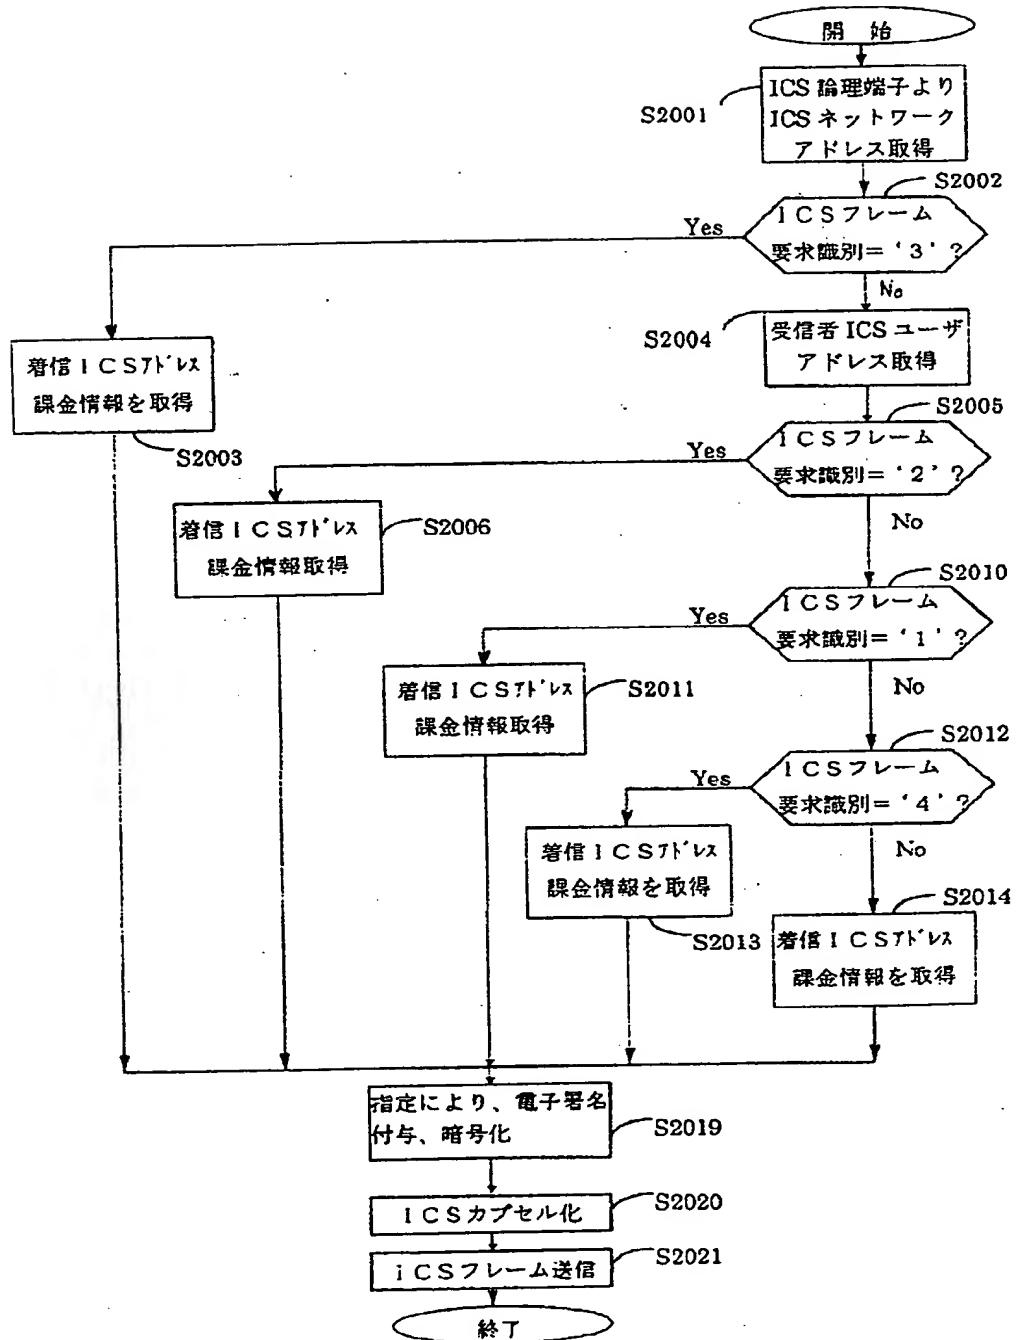 開 始
ICS 論理端子より
ICS ネットワーク
アドレス取得
S2001
S2002
ICSフレーム
要求識別=‘3’?
Yes
No
S2004
受信者 ICS ユーザ
アドレス取得
着信ICSアドレス
課金情報を取得
S2003
S2005
ICSフレーム
要求識別=‘2’?
Yes
No
着信ICSアドレス
課金情報取得
S2006
S2010
ICSフレーム
要求識別=‘1’?
Yes
No
着信ICSアドレス
課金情報取得
S2011
S2012
ICSフレーム
要求識別=‘4’?
Yes
No
着信ICSアドレス
課金情報を取得
S2013
S2014
着信ICSアドレス
課金情報を取得
指定により、電子署名
付与、暗号化
S2019
ICSカプセル化
S2020
iCSフレーム送信
S2021
終了